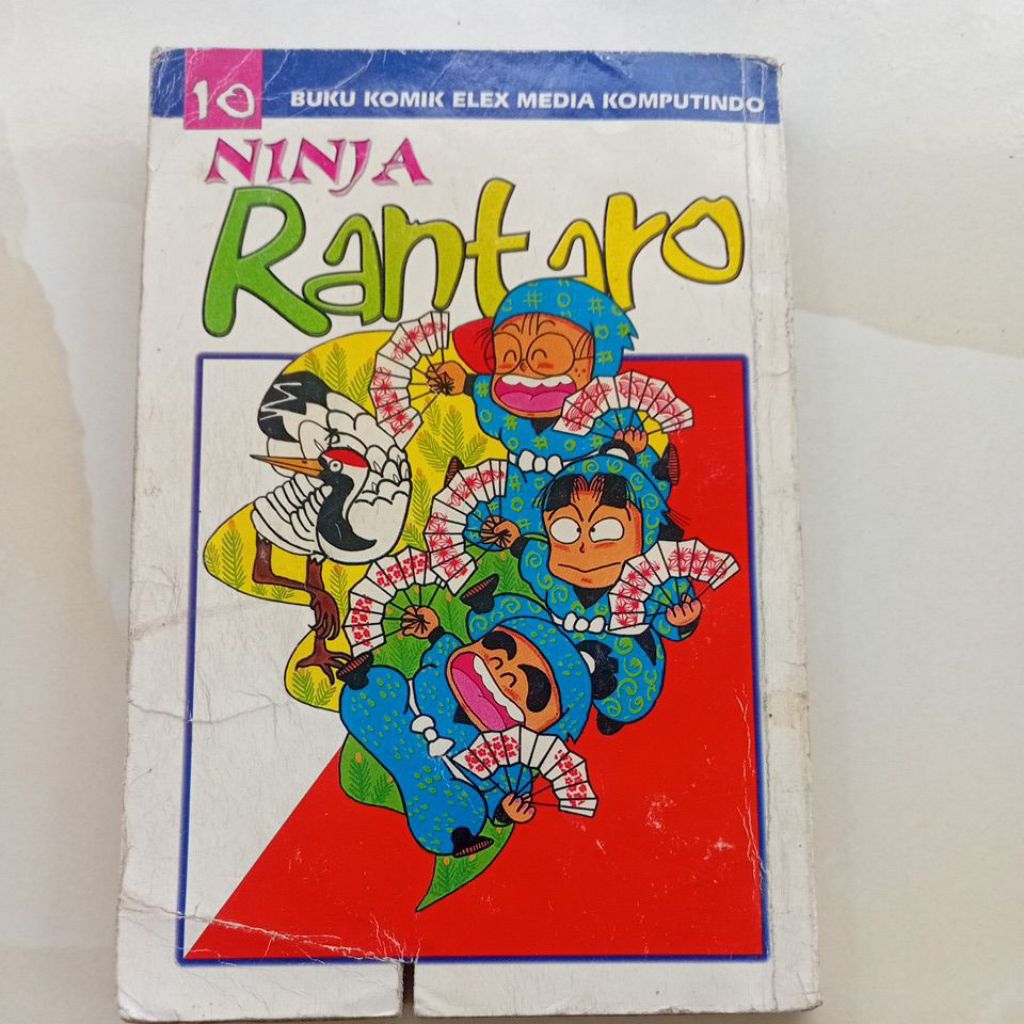 10
BUKU KOMIK ELEX MEDIA KOMPUTINDO
NINJA
Rantaro